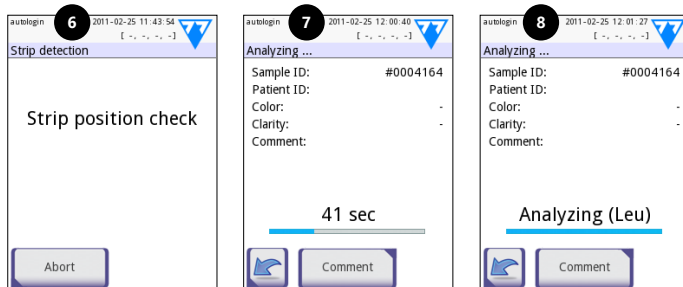 autologin 6 2011-02-25 11:43:54
[ -, -, -, -]
Strip detection
Strip position check
Abort
autologin 7 2011-02-25 12:00:40
[ -, -, -, -]
Analyzing ...
Sample ID: #0004164
Patient ID:
Color: -
Clarity: -
Comment:
41 sec
Comment
autologin 8 2011-02-25 12:01:27
[ -, -, -, -]
Analyzing ...
Sample ID: #0004164
Patient ID:
Color: -
Clarity: -
Comment:
Analyzing (Leu)
Comment